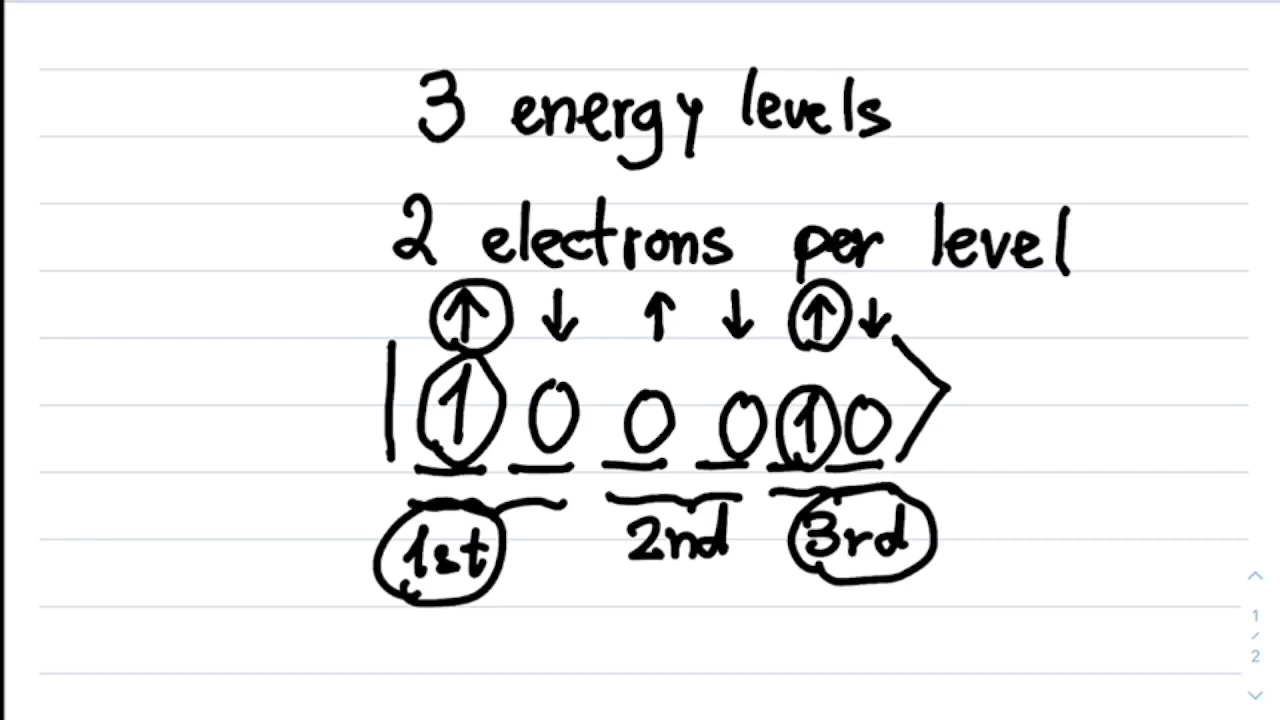 3 energy levels
2 electrons per level
↑ ↓ ↑ ↓ ↑ ↓
|1 0 0 0 1 0⟩
1st 2nd 3rd
1
/
2